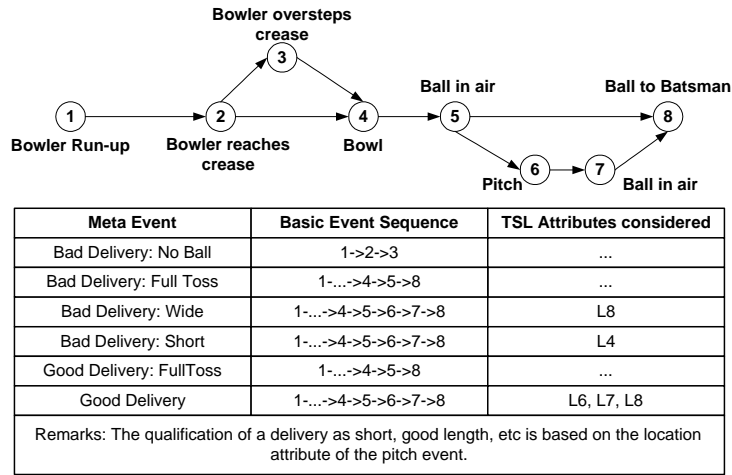 Bowler oversteps
crease
3
Ball in air
Ball to Batsman
1
2
4
5
8
Bowler Run-up
Bowler reaches
crease
Bowl
Pitch
6
7
Ball in air
Meta Event Basic Event Sequence TSL Attributes considered
Bad Delivery: No Ball 1->2->3 ...
Bad Delivery: Full Toss 1-...->4->5->8 ...
Bad Delivery: Wide 1-...->4->5->6->7->8 L8
Bad Delivery: Short 1-...->4->5->6->7->8 L4
Good Delivery: FullToss 1-...->4->5->8 ...
Good Delivery 1-...->4->5->6->7->8 L6, L7, L8
Remarks: The qualification of a delivery as short, good length, etc is based on the location
attribute of the pitch event.